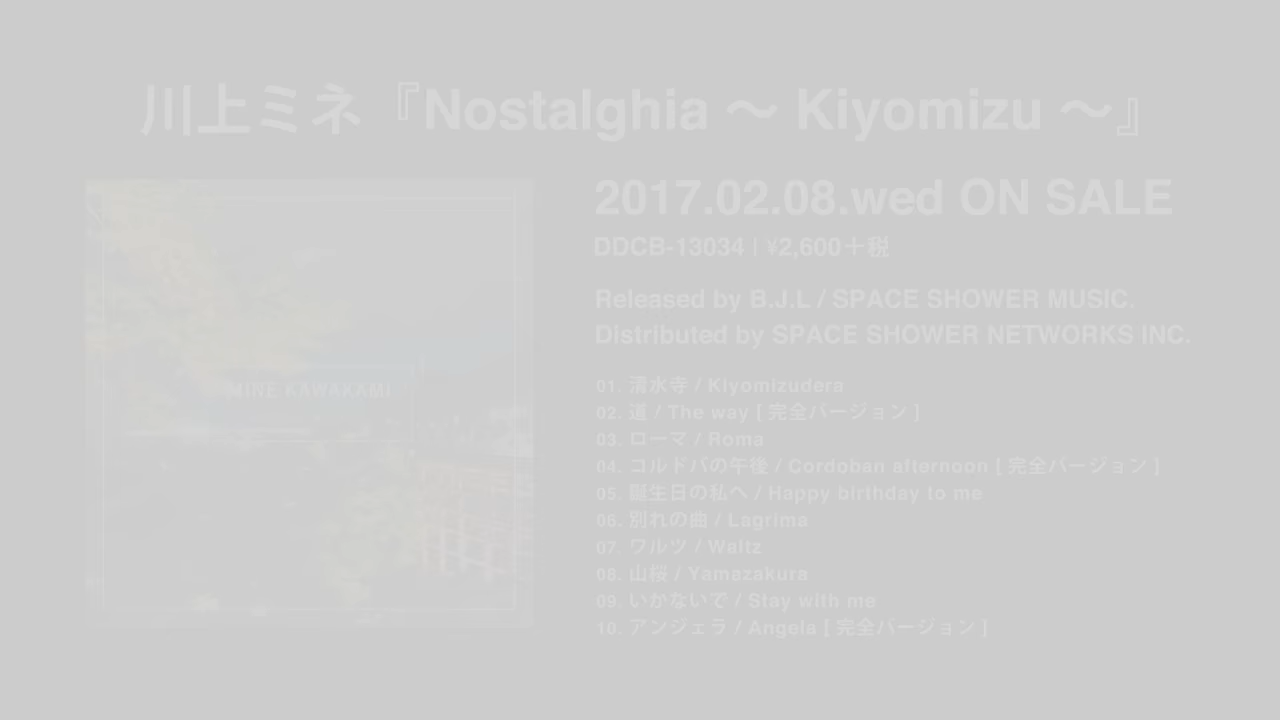 川上ミネ『Nostalghia ～ Kiyomizu ～』
2017.02.08.wed ON SALE
DDCB-13034 | ¥2,600＋税
Released by B.J.L / SPACE SHOWER MUSIC.
Distributed by SPACE SHOWER NETWORKS INC.
MINE KAWAKAMI
01. 清水寺 / Kiyomizudera
02. 道 / The way [ 完全バージョン ]
03. ローマ / Roma
04. コルドバの午後 / Cordoban afternoon [ 完全バージョン ]
05. 誕生日の私へ / Happy birthday to me
06. 別れの曲 / Lagrima
07. ワルツ / Waltz
08. 山桜 / Yamazakura
09. いかないで / Stay with me
10. アンジェラ / Angela [ 完全バージョン ]